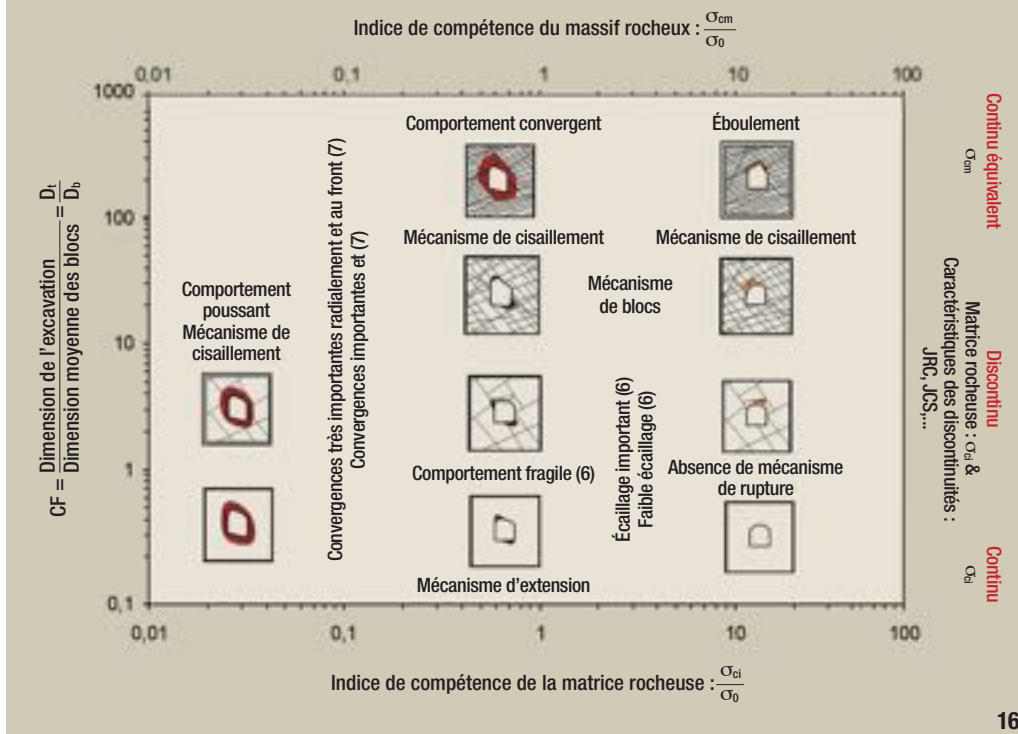 Indice de compétence du massif rocheux : σcm / σ0
0,01 0,1 1 10 100
1000
100
10
1
0,1
CF = Dimension de l'excavation / Dimension moyenne des blocs = Dt / Db
Comportement convergent
Éboulement
Mécanisme de cisaillement
Mécanisme de cisaillement
Comportement
poussant
Mécanisme de
cisaillement
Convergences très importantes radialement et au front (7)
Convergences importantes et (7)
Mécanisme
de blocs
Comportement fragile (6)
Écaillage important (6)
Faible écaillage (6)
Absence de mécanisme
de rupture
Mécanisme d'extension
Continu équivalent
σcm
Discontinu
Matrice rocheuse : σci &
Caractéristiques des discontinuités :
JRC, JCS,...
Continu
σci
0,01 0,1 1 10 100
Indice de compétence de la matrice rocheuse : σci / σ0
16